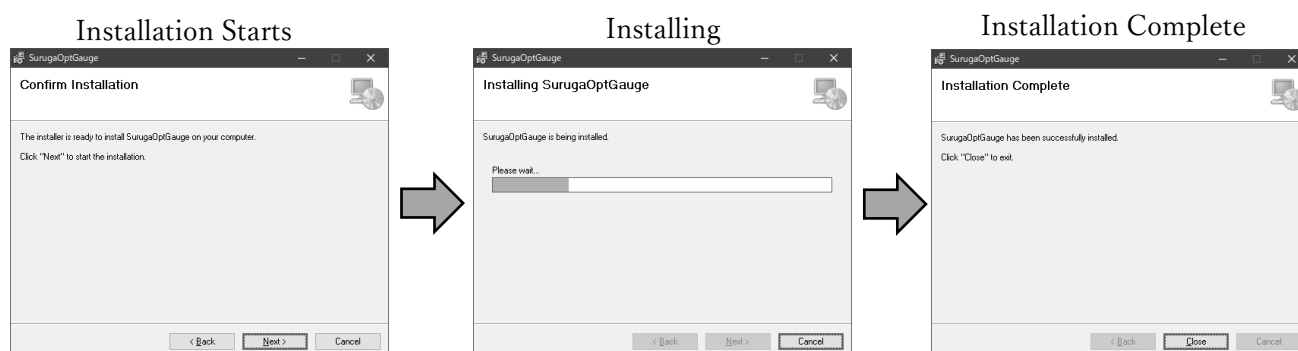 Installation Starts
SurugaOptGauge
Confirm Installation
The installer is ready to install SurugaOptGauge on your computer.
Click "Next" to start the installation.
< Back
Next >
Cancel
Installing
SurugaOptGauge
Installing SurugaOptGauge
SurugaOptGauge is being installed.
Please wait...
< Back
Next >
Cancel
Installation Complete
SurugaOptGauge
Installation Complete
SurugaOptGauge has been successfully installed.
Click "Close" to exit.
< Back
Close
Cancel